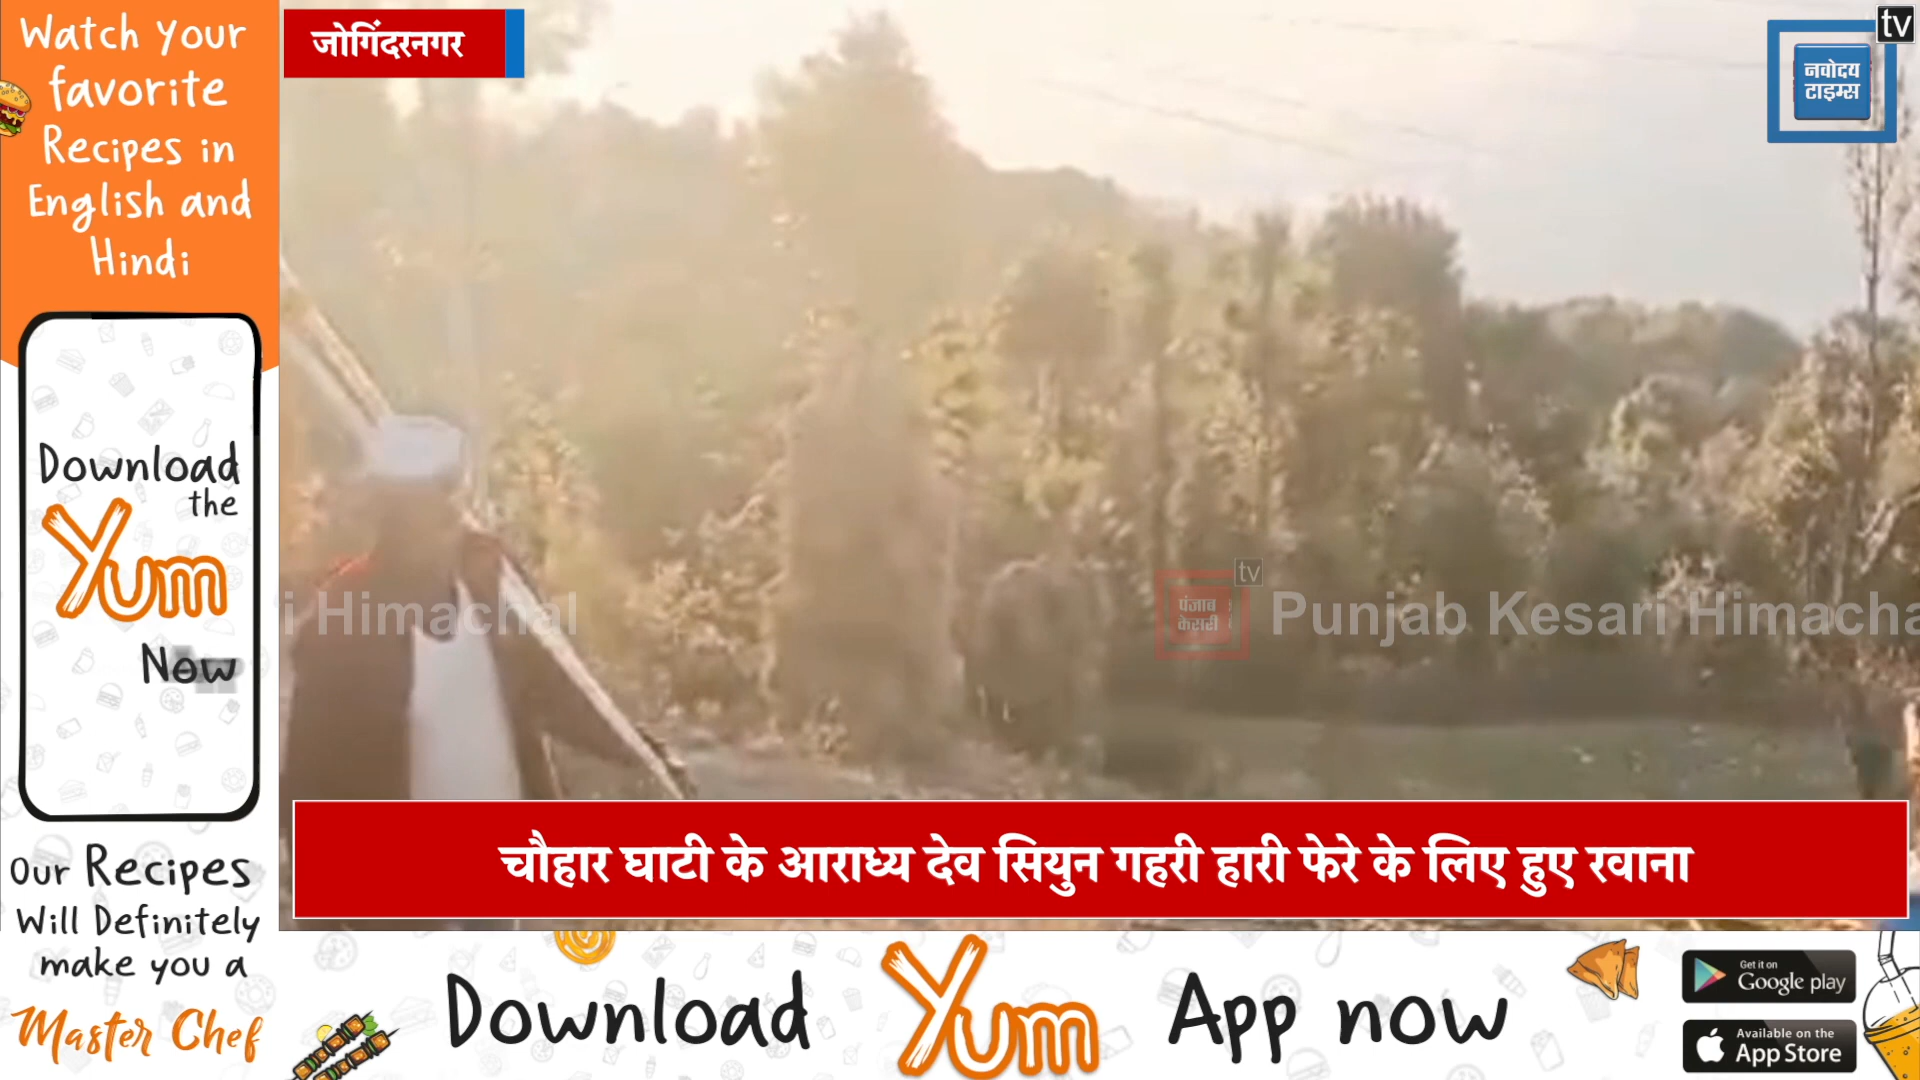 Watch your
favorite
Recipes in
English and
Hindi
Download
the
Yum
Now
Our Recipes
Will Definitely
make you a
Master Chef
जोगिंदरनगर
tv
नवोदय
टाइम्स
i Himachal
tv
पंजाब
केसरी
Punjab Kesari Himacha
चौहार घाटी के आराध्य देव सियुन गहरी हारी फेरे के लिए हुए रवाना
Download Yum App now
Get it on
Google play
Available on the
App Store